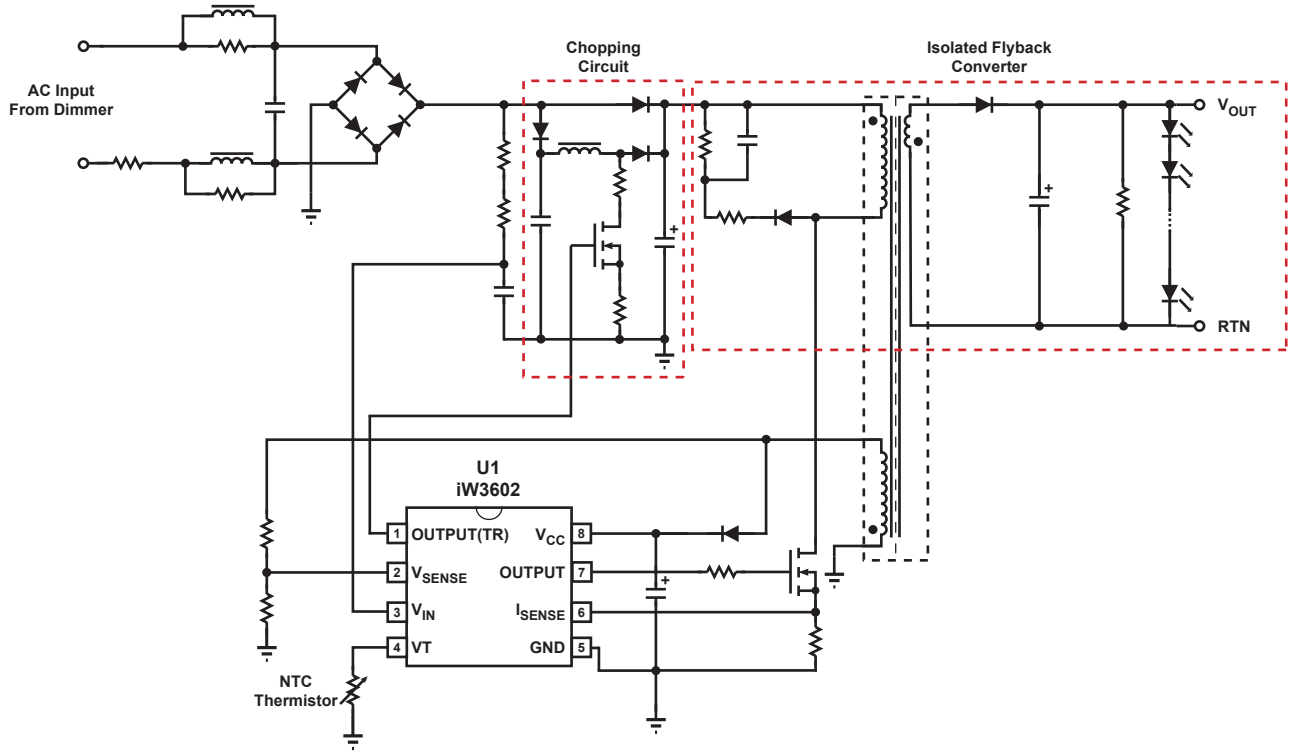 Chopping
Circuit
Isolated Flyback
Converter
AC Input
From Dimmer
+
+
VOUT
RTN
U1
iW3602
1 OUTPUT(TR)
VCC 8
2 VSENSE
OUTPUT 7
3 VIN
ISENSE 6
4 VT
GND 5
+
NTC
Thermistor